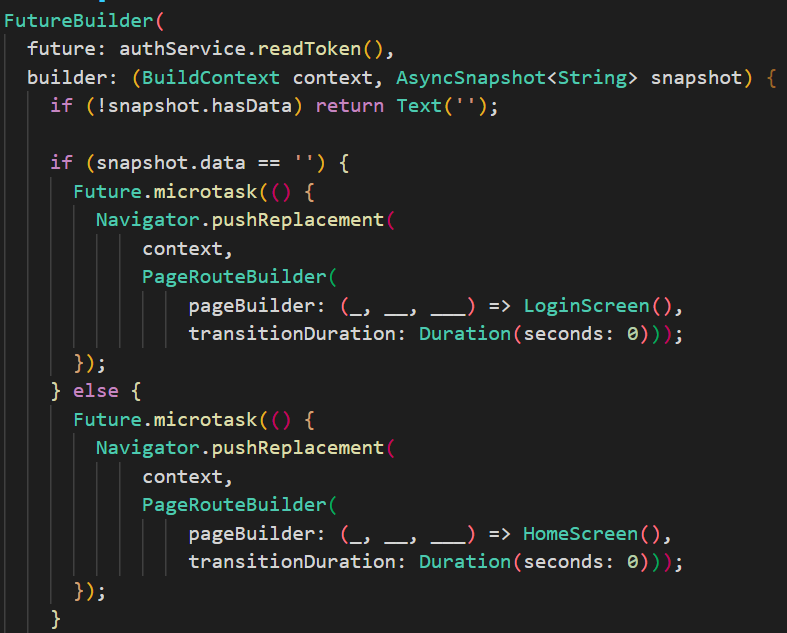 FutureBuilder(
  future: authService.readToken(),
  builder: (BuildContext context, AsyncSnapshot<String> snapshot) {
    if (!snapshot.hasData) return Text('');

    if (snapshot.data == '') {
      Future.microtask(() {
        Navigator.pushReplacement(
            context,
            PageRouteBuilder(
                pageBuilder: (_, __, ___) => LoginScreen(),
                transitionDuration: Duration(seconds: 0)));
      });
    } else {
      Future.microtask(() {
        Navigator.pushReplacement(
            context,
            PageRouteBuilder(
                pageBuilder: (_, __, ___) => HomeScreen(),
                transitionDuration: Duration(seconds: 0)));
      });
    }